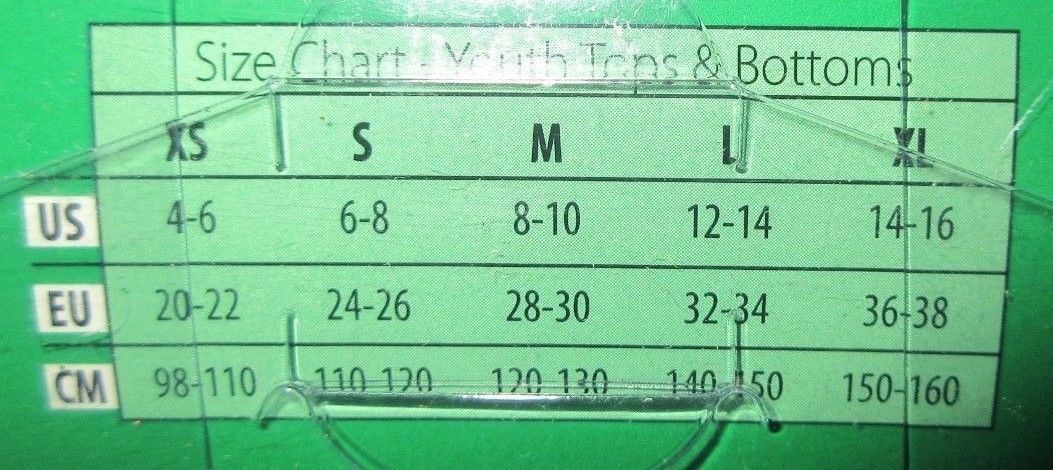 Size Chart - Youth Tops & Bottoms
XS S M L XL
US 4-6 6-8 8-10 12-14 14-16
EU 20-22 24-26 28-30 32-34 36-38
CM 98-110 110-120 120-130 140-150 150-160